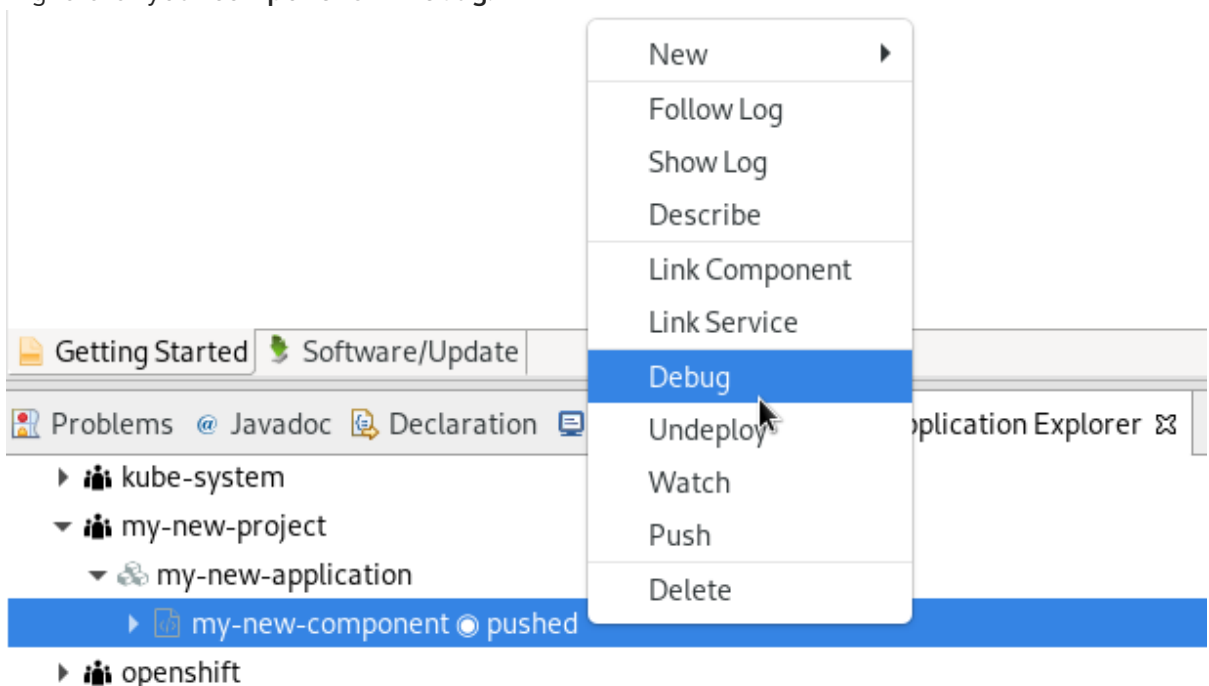 New
Follow Log
Show Log
Describe
Link Component
Link Service
Debug
Undeploy
Watch
Push
Delete
Getting Started Software/Update
Problems @ Javadoc Declaration Explorer
kube-system
my-new-project
my-new-application
my-new-component pushed
openshift